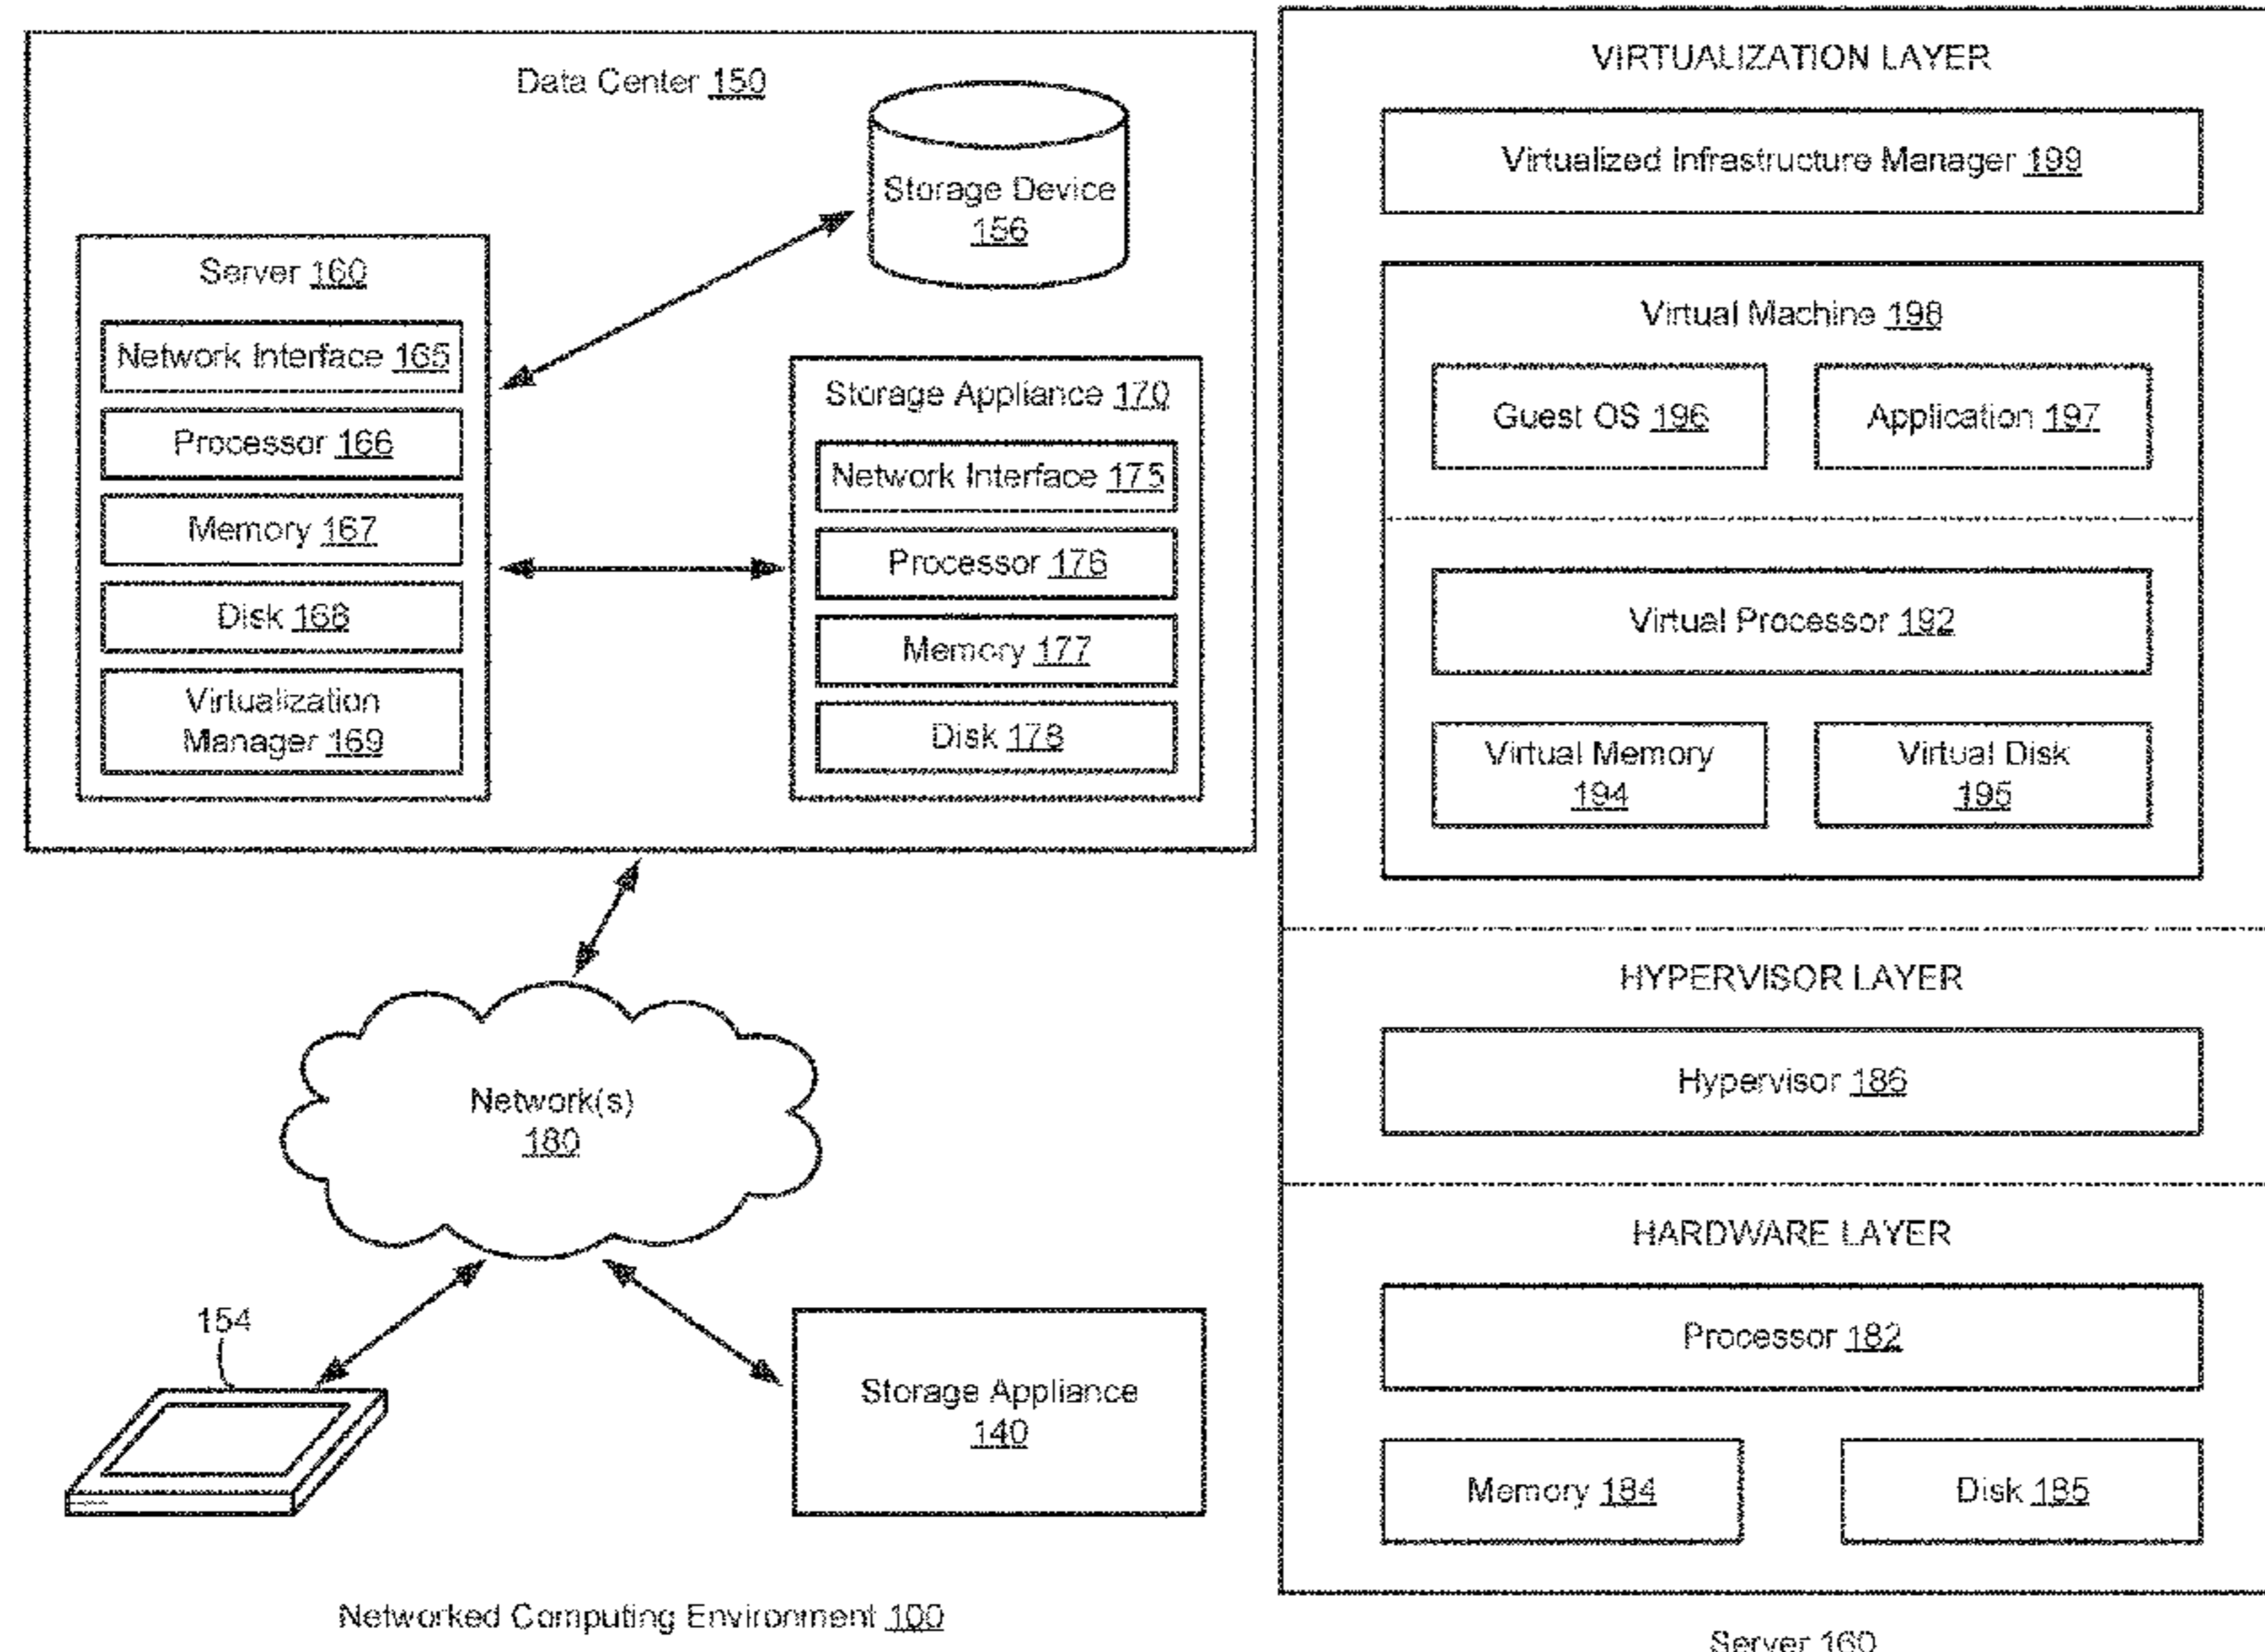 Data Center 150
Storage Device
156
Server 160
Network Interface 165
Processor 166
Memory 167
Disk 168
Virtualization
Manager 169
Storage Appliance 170
Network Interface 175
Processor 176
Memory 177
Disk 178
Network(s)
180
154
Storage Appliance
140
Networked Computing Environment 100
VIRTUALIZATION LAYER
Virtualized Infrastructure Manager 199
Virtual Machine 198
Guest OS 196
Application 197
Virtual Processor 192
Virtual Memory
194
Virtual Disk
195
HYPERVISOR LAYER
Hypervisor 186
HARDWARE LAYER
Processor 182
Memory 184
Disk 185
Server 160